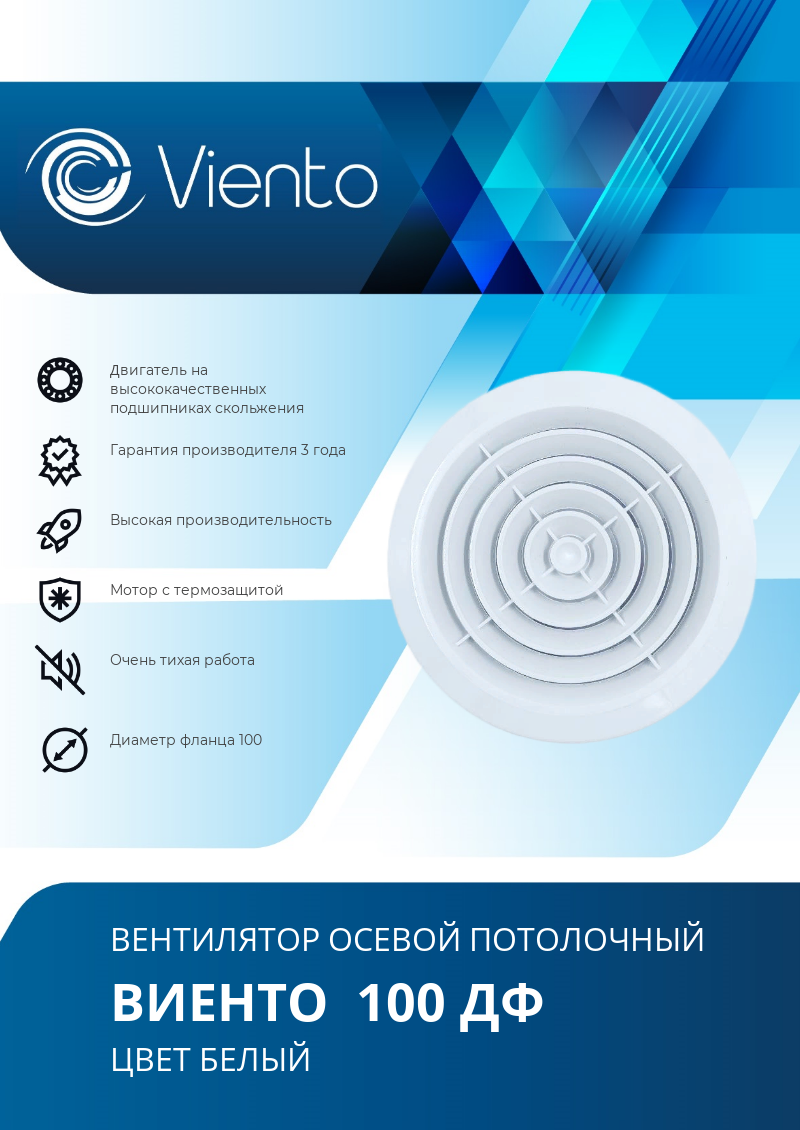 Viento
Двигатель на
высококачественных
подшипниках скольжения
Гарантия производителя 3 года
Высокая производительность
Мотор с термозащитой
Очень тихая работа
Диаметр фланца 100
ВЕНТИЛЯТОР ОСЕВОЙ ПОТОЛОЧНЫЙ
ВИЕНТО 100 ДФ
ЦВЕТ БЕЛЫЙ